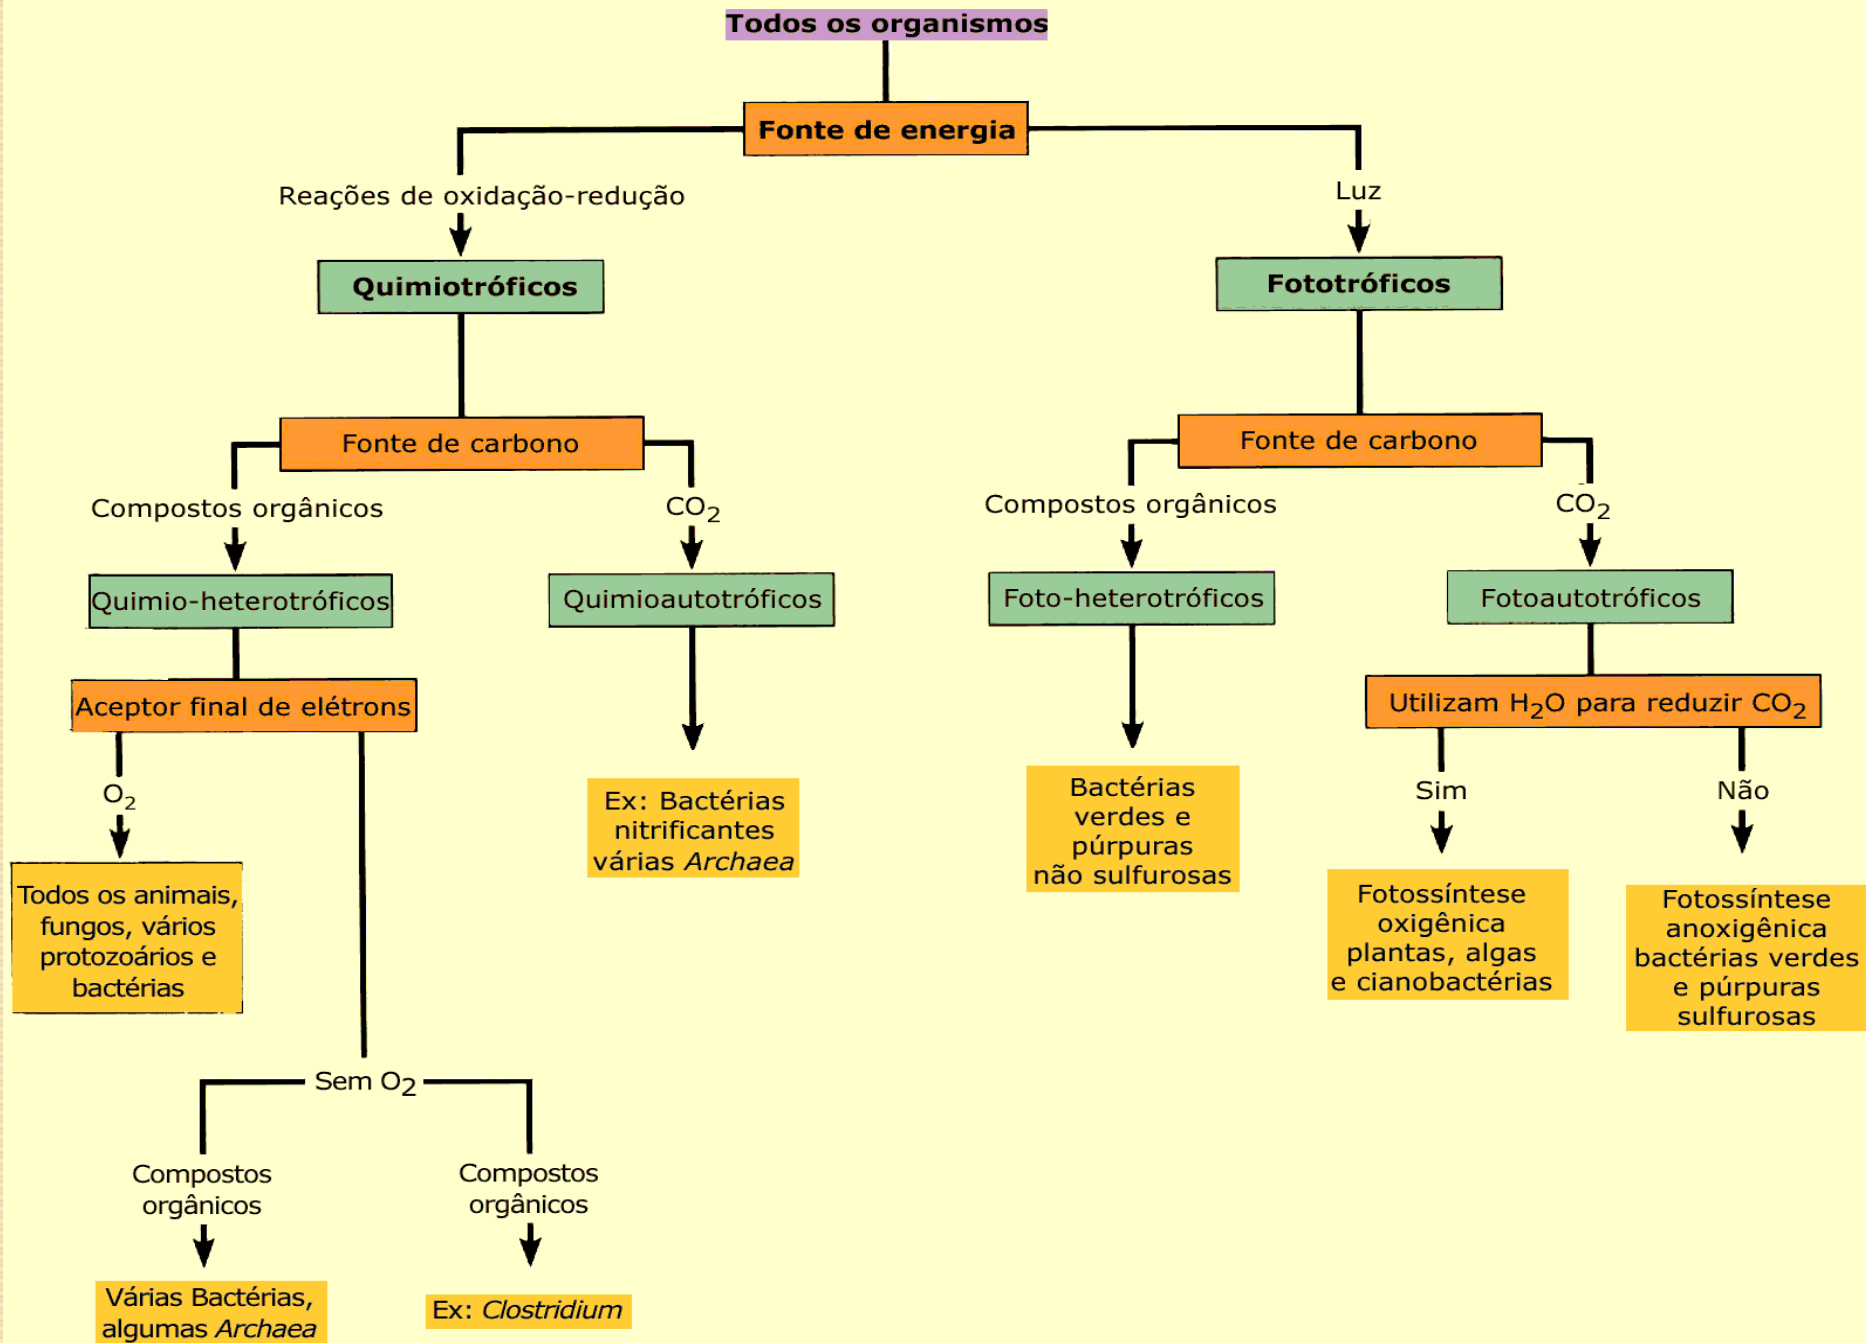 Todos os organismos
Fonte de energia
Reações de oxidação-redução
Luz
Quimiotróficos
Fototróficos
Fonte de carbono
Fonte de carbono
Compostos orgânicos
CO2
Compostos orgânicos
CO2
Quimio-heterotróficos
Quimioautotróficos
Foto-heterotróficos
Fotoautotróficos
Aceptor final de elétrons
Utilizam H2O para reduzir CO2
O2
Sim
Não
Todos os animais,
fungos, vários
protozoários e
bactérias
Ex: Bactérias
nitrificantes
várias Archaea
Bactérias
verdes e
púrpuras
não sulfurosas
Fotossíntese
oxigênica
plantas, algas
e cianobactérias
Fotossíntese
anoxigênica
bactérias verdes
e púrpuras
sulfurosas
Sem O2
Compostos
orgânicos
Compostos
orgânicos
Várias Bactérias,
algumas Archaea
Ex: Clostridium